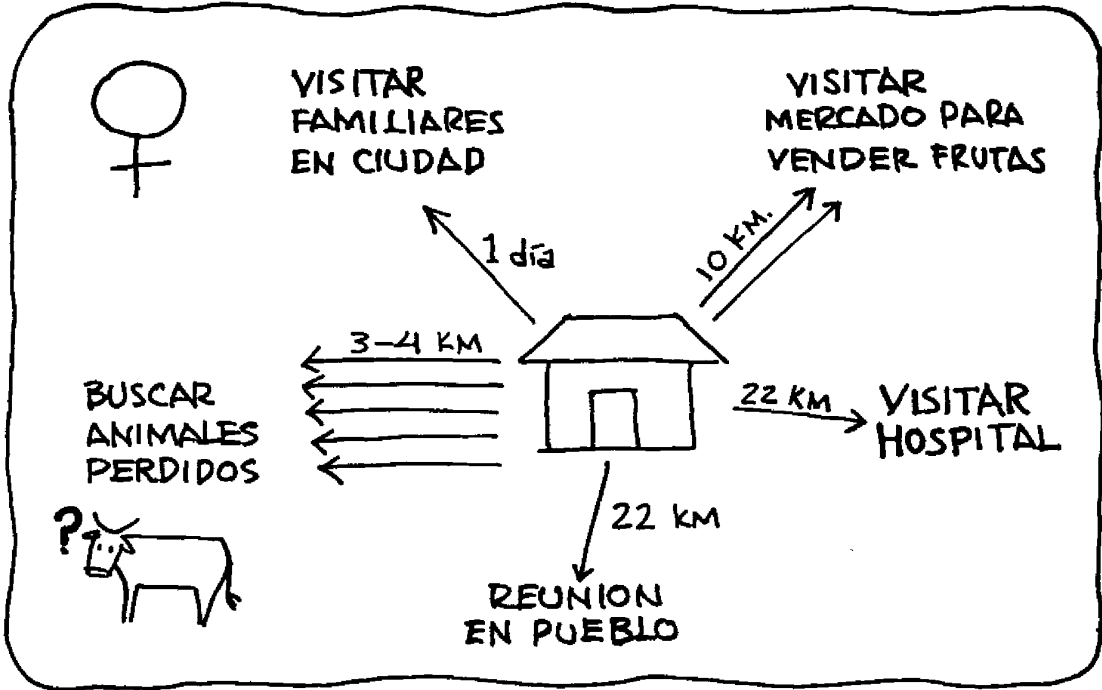 VISITAR
FAMILIARES
EN CIUDAD
VISITAR
MERCADO PARA
VENDER FRUTAS
1 día
10 KM.
3-4 KM
BUSCAR
ANIMALES
PERDIDOS
22 KM
VISITAR
HOSPITAL
?
22 KM
REUNION
EN PUEBLO